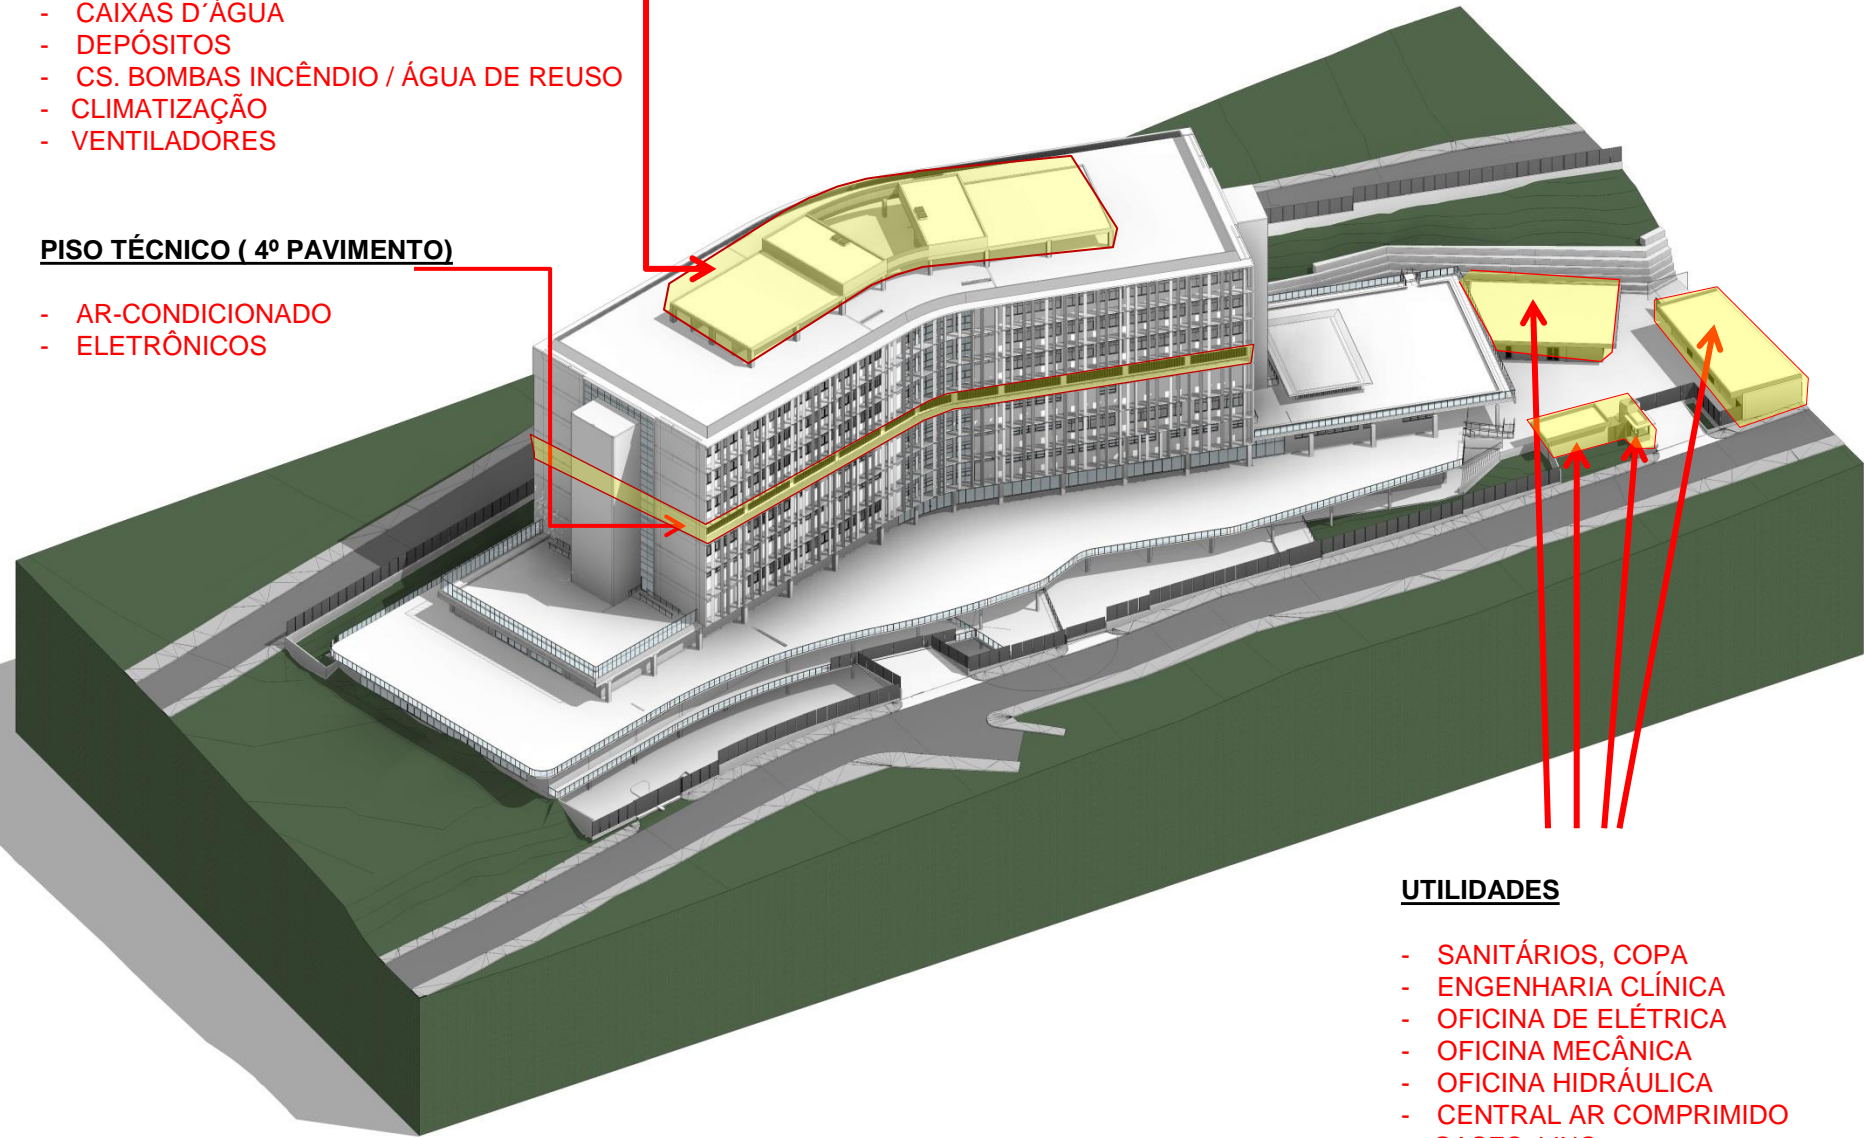 - CAIXAS D´ÁGUA
- DEPÓSITOS
- CS. BOMBAS INCÊNDIO / ÁGUA DE REUSO
- CLIMATIZAÇÃO
- VENTILADORES
PISO TÉCNICO ( 4º PAVIMENTO)
- AR-CONDICIONADO
- ELETRÔNICOS
UTILIDADES
- SANITÁRIOS, COPA
- ENGENHARIA CLÍNICA
- OFICINA DE ELÉTRICA
- OFICINA MECÂNICA
- OFICINA HIDRÁULICA
- CENTRAL AR COMPRIMIDO